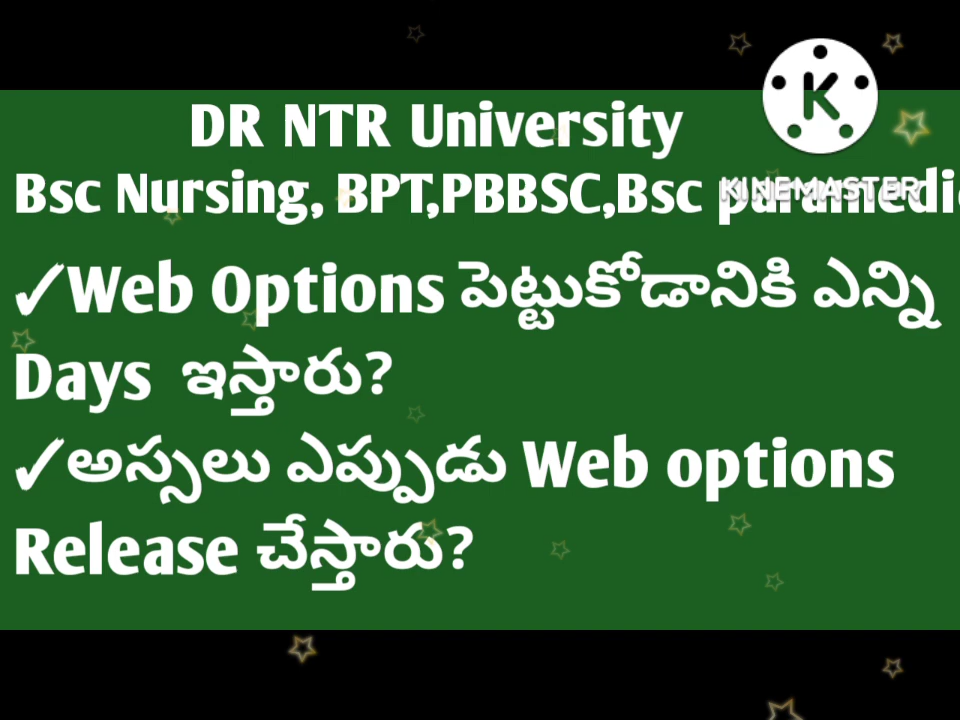 DR NTR University
Bsc Nursing, BPT,PBBSC,Bsc paramedi
K
KINEMASTER
✓Web Options పెట్టుకోడానికి ఎన్ని
Days ఇస్తారు?
✓అస్సలు ఎప్పుడు Web options
Release చేస్తారు?